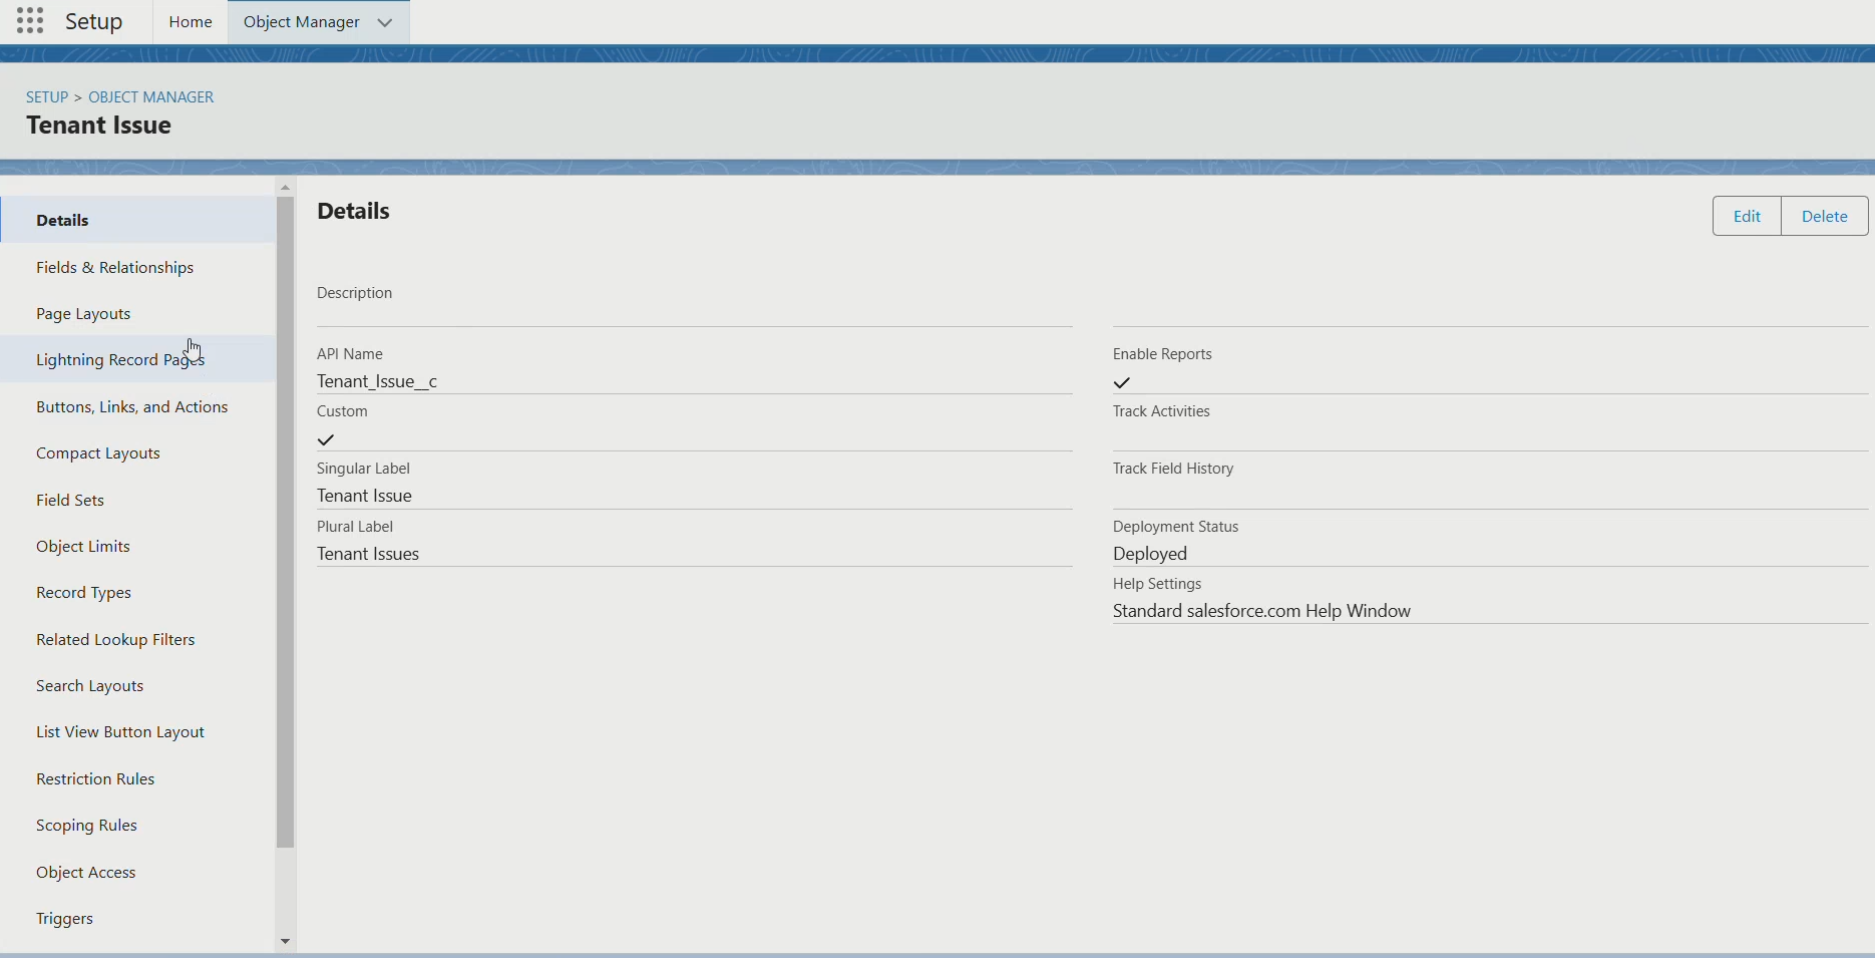 Setup
Home
Object Manager
SETUP > OBJECT MANAGER
Tenant Issue
Details
Fields & Relationships
Page Layouts
Lightning Record Pages
Buttons, Links, and Actions
Compact Layouts
Field Sets
Object Limits
Record Types
Related Lookup Filters
Search Layouts
List View Button Layout
Restriction Rules
Scoping Rules
Object Access
Triggers
Details
Edit
Delete
Description
API Name
Tenant_Issue__c
Custom
Singular Label
Tenant Issue
Plural Label
Tenant Issues
Enable Reports
Track Activities
Track Field History
Deployment Status
Deployed
Help Settings
Standard salesforce.com Help Window